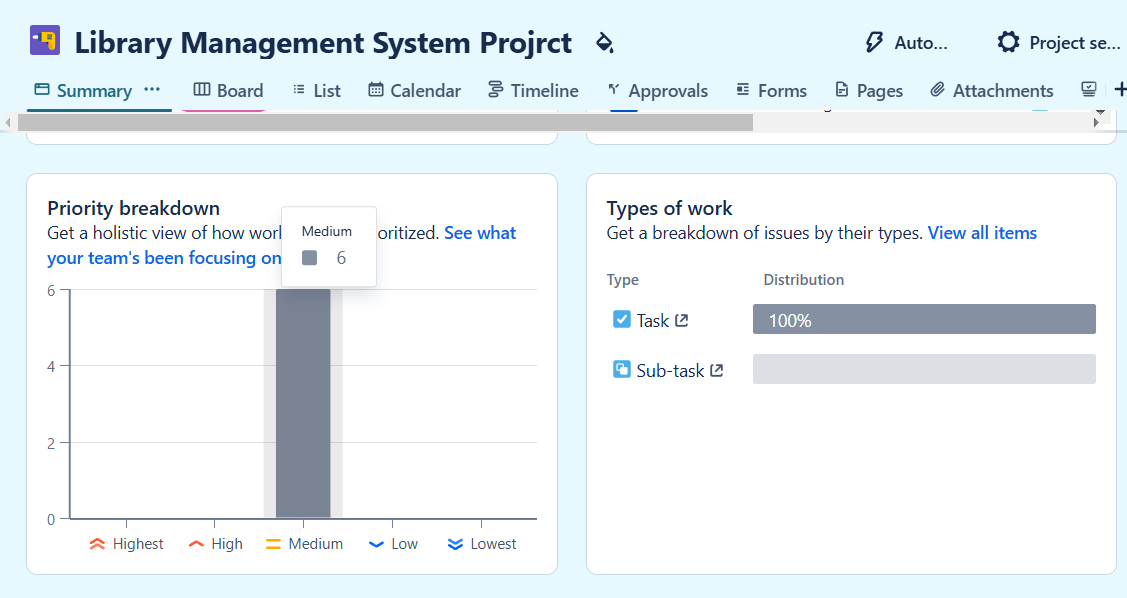 Library Management System Projrct
Auto...
Project se...
Summary
Board
List
Calendar
Timeline
Approvals
Forms
Pages
Attachments
Priority breakdown
Get a holistic view of how oritized. See what
your team's been focusing on
Medium
6
6
4
2
0
Highest
High
Medium
Low
Lowest
Types of work
Get a breakdown of issues by their types. View all items
Type Distribution
Task 100%
Sub-task